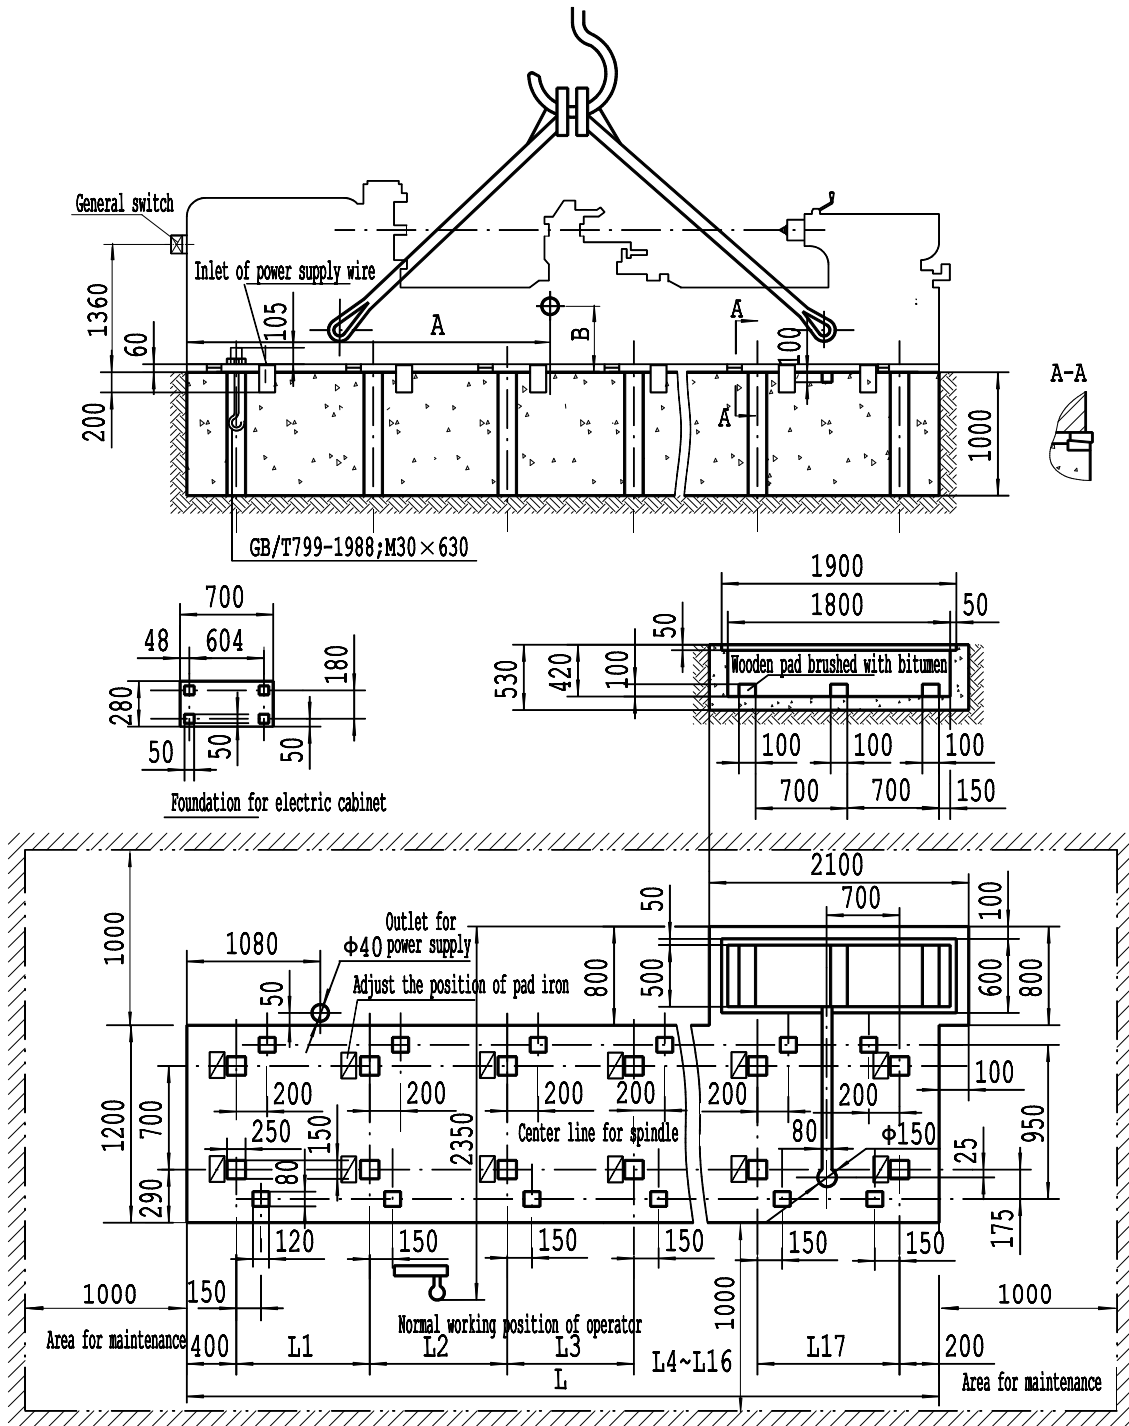 General switch
Inlet of power supply wire
1360
60
200
105
A
B
A
100
A
1000
A-A
GB/T799-1988;M30×630
700
48
604
180
280
50
50
50
Foundation for electric cabinet
1900
1800
50
50
530
420
100
Wooden pad brushed with bitumen
100
100
100
700
700
150
2100
700
100
50
1000
1080
Outlet for
Φ40 power supply
50
Adjust the position of pad iron
800
500
600
800
200
200
200
200
200
200
100
1200
700
290
250
150
80
2350
Center line for spindle
80
Φ150
25
950
175
120
150
150
150
150
150
150
1000
1000
1000
Normal working position of operator
Area for maintenance
400
L1
L2
L3
L4~L16
L17
200
L
Area for maintenance